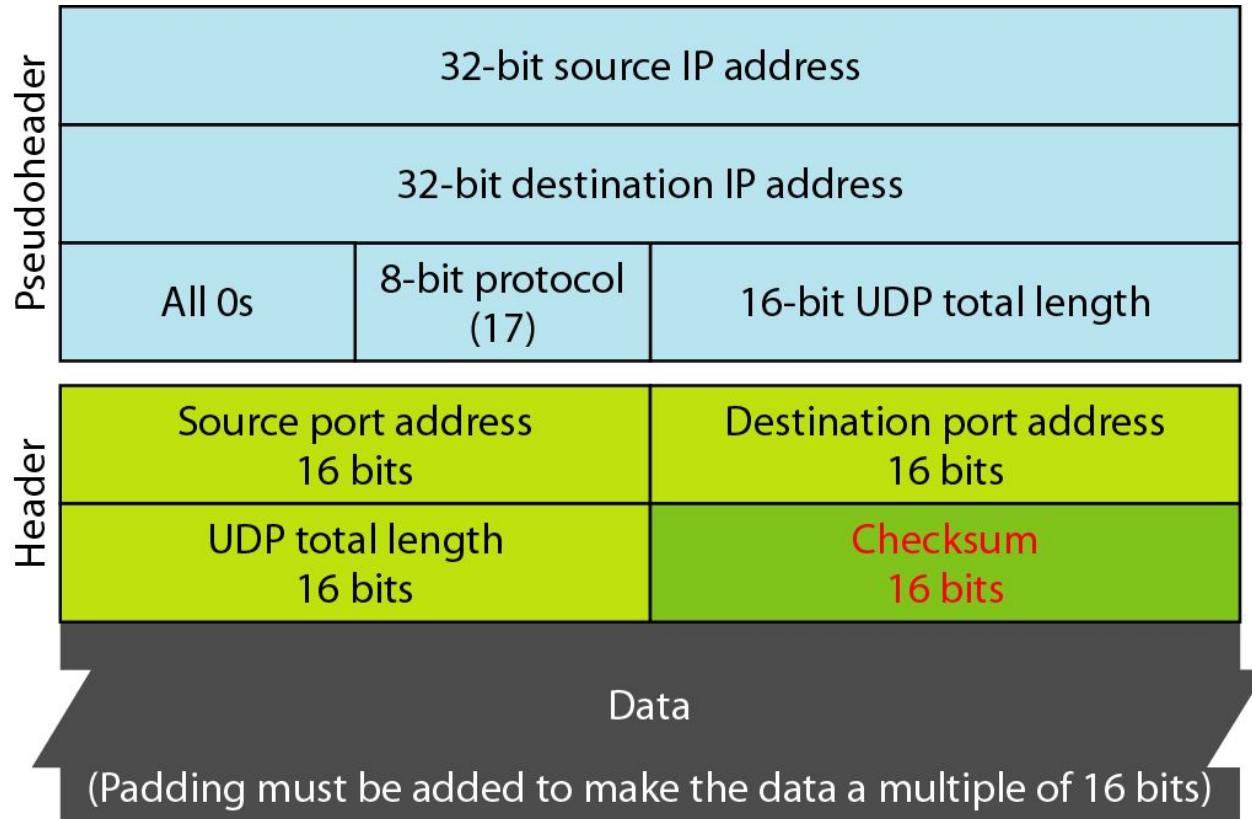 Pseudoheader
32-bit source IP address
32-bit destination IP address
All 0s
8-bit protocol
(17)
16-bit UDP total length
Header
Source port address
16 bits
Destination port address
16 bits
UDP total length
16 bits
Checksum
16 bits
Data
(Padding must be added to make the data a multiple of 16 bits)